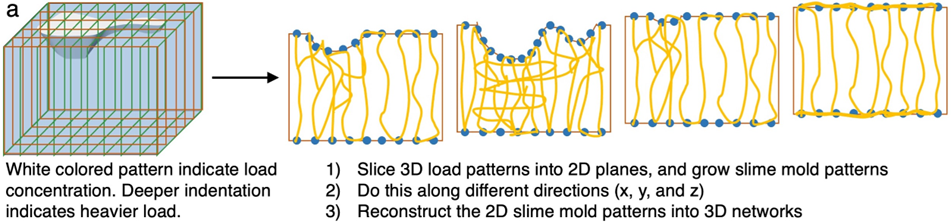 a
White colored pattern indicate load
concentration. Deeper indentation
indicates heavier load.
1) Slice 3D load patterns into 2D planes, and grow slime mold patterns
2) Do this along different directions (x, y, and z)
3) Reconstruct the 2D slime mold patterns into 3D networks